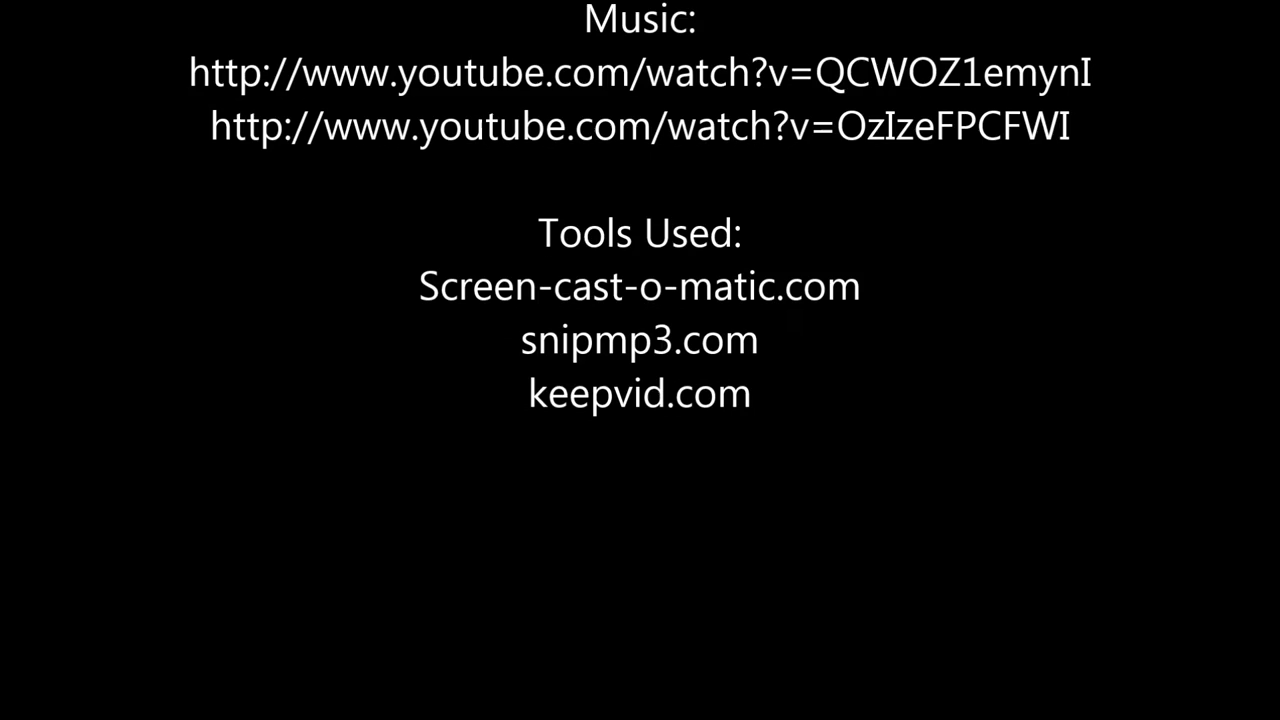 Music:
http://www.youtube.com/watch?v=QCWOZ1emynI
http://www.youtube.com/watch?v=OzIzeFPCFWI
Tools Used:
Screen-cast-o-matic.com
snipmp3.com
keepvid.com